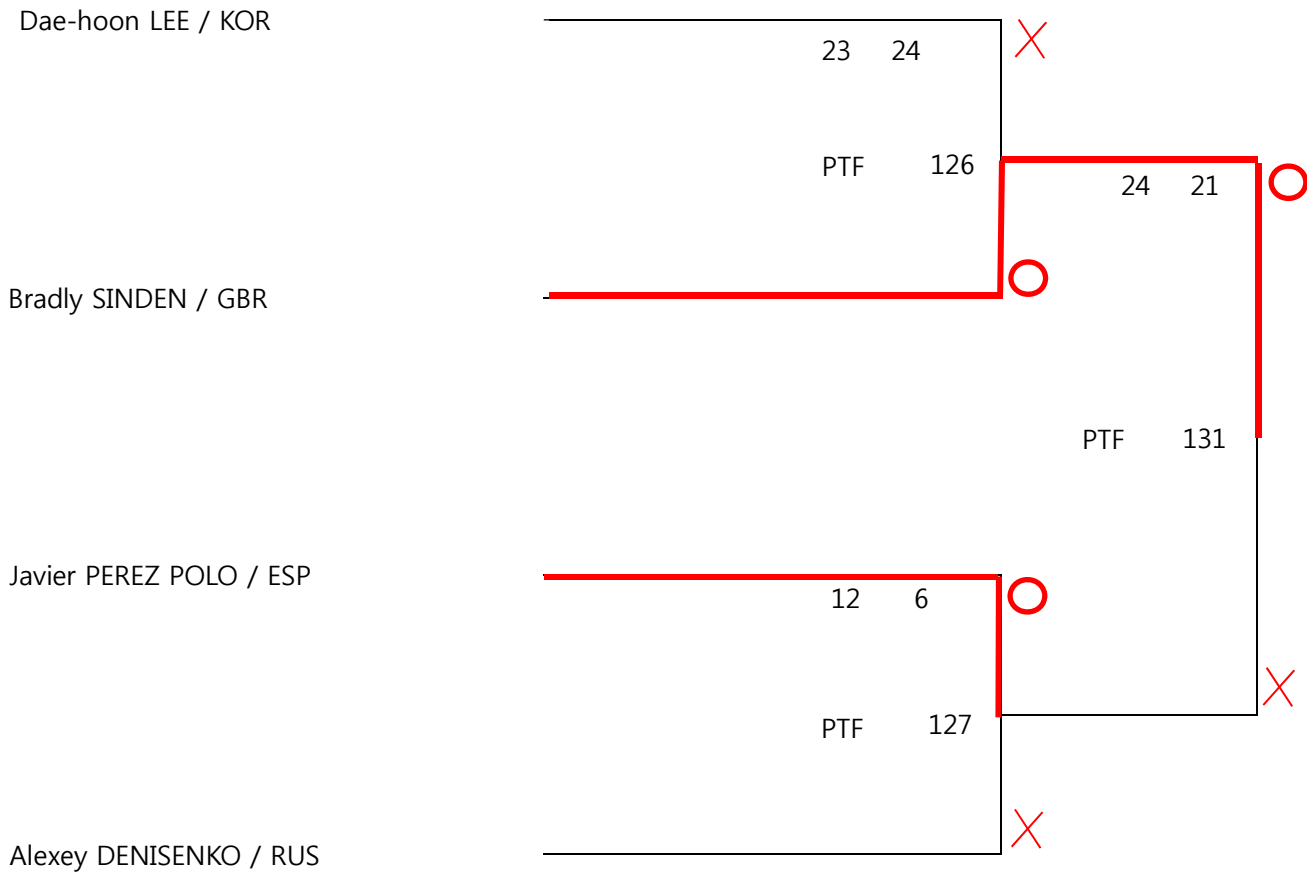 Dae-hoon LEE / KOR
23 24
PTF 126
24 21
Bradly SINDEN / GBR
PTF 131
Javier PEREZ POLO / ESP
12 6
PTF 127
Alexey DENISENKO / RUS